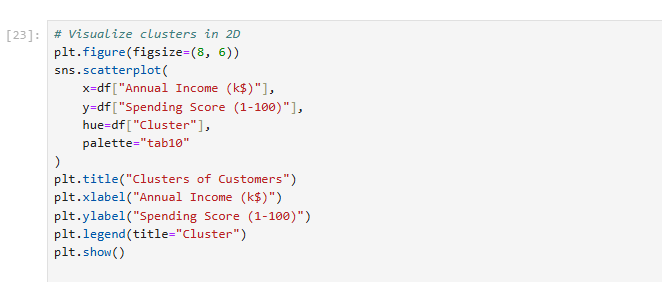 [23]: # Visualize clusters in 2D
plt.figure(figsize=(8, 6))
sns.scatterplot(
    x=df["Annual Income (k$)"],
    y=df["Spending Score (1-100)"],
    hue=df["Cluster"],
    palette="tab10"
)
plt.title("Clusters of Customers")
plt.xlabel("Annual Income (k$)")
plt.ylabel("Spending Score (1-100)")
plt.legend(title="Cluster")
plt.show()